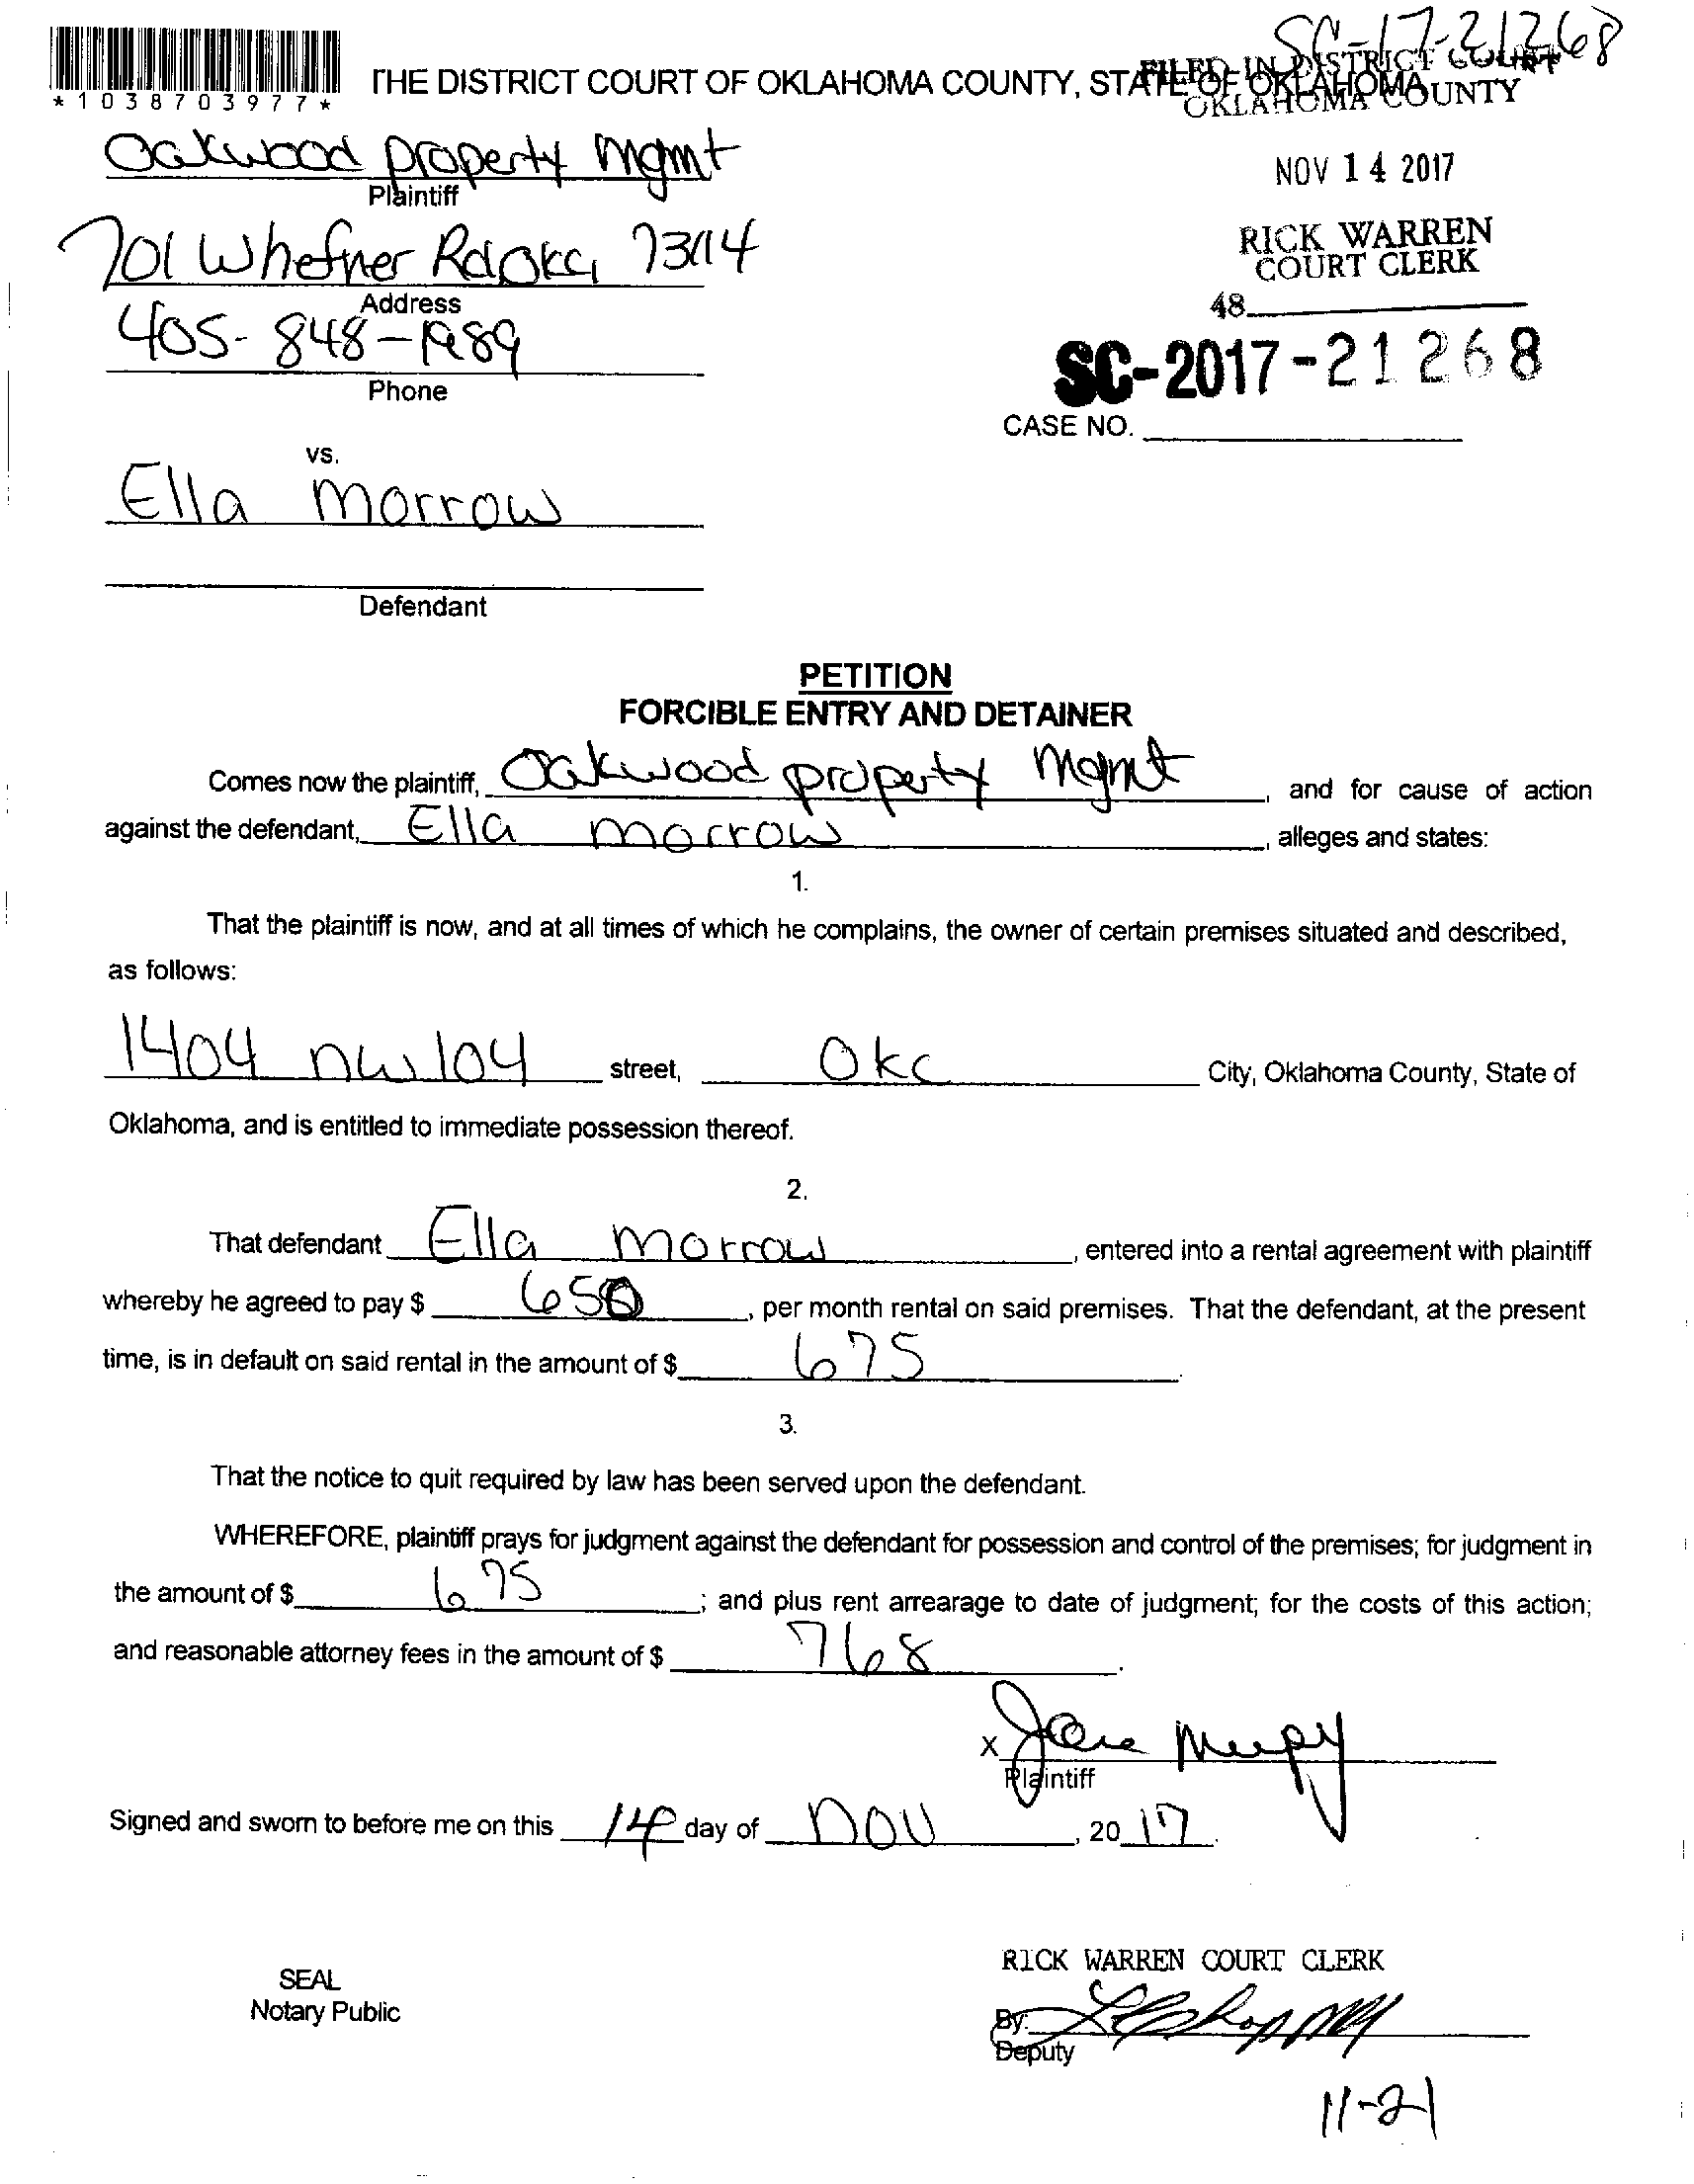 SC-17-21268
*1038703977*
THE DISTRICT COURT OF OKLAHOMA COUNTY, STATE OF OKLAHOMA
FILED IN DISTRICT COURT
OKLAHOMA COUNTY
Oakwood property mgmt
Plaintiff
NOV 14 2017
701 W hefner Rd OKC, 73114
Address
RICK WARREN
COURT CLERK
48
405-848-1989
Phone
SC-2017-21268
CASE NO.
vs.
Ella morrow
Defendant
PETITION
FORCIBLE ENTRY AND DETAINER
Comes now the plaintiff, Oakwood property Mgmt, and for cause of action
against the defendant, Ella morrow, alleges and states:
1.
That the plaintiff is now, and at all times of which he complains, the owner of certain premises situated and described,
as follows:
1404 nw 104 street, Okc City, Oklahoma County, State of
Oklahoma, and is entitled to immediate possession thereof.
2.
That defendant Ella morrow, entered into a rental agreement with plaintiff
whereby he agreed to pay $ 650, per month rental on said premises. That the defendant, at the present
time, is in default on said rental in the amount of $ 675.
3.
That the notice to quit required by law has been served upon the defendant.
WHEREFORE, plaintiff prays for judgment against the defendant for possession and control of the premises; for judgment in
the amount of $ 675; and plus rent arrearage to date of judgment; for the costs of this action;
and reasonable attorney fees in the amount of $ 768.
x
Plaintiff
Signed and sworn to before me on this 14 day of nov, 20 17.
RICK WARREN COURT CLERK
SEAL
Notary Public
By:
Deputy
11-21